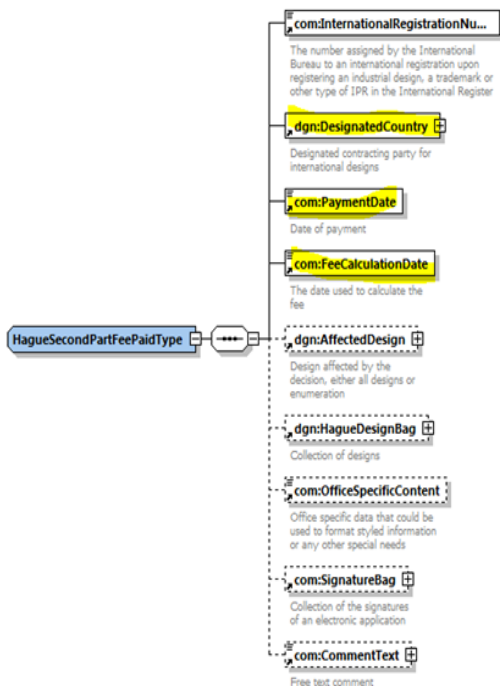 com:InternationalRegistrationNu...
The number assigned by the International
Bureau to an international registration upon
registering an industrial design, a trademark or
other type of IPR in the International Register
dgn:DesignatedCountry
Designated contracting party for
international designs
com:PaymentDate
Date of payment
com:FeeCalculationDate
The date used to calculate the
fee
HagueSecondPartFeePaidType
dgn:AffectedDesign
Design affected by the
decision, either all designs or
enumeration
dgn:HagueDesignBag
Collection of designs
com:OfficeSpecificContent
Office specific data that could be
used to format styled information
or any other special needs
com:SignatureBag
Collection of the signatures
of an electronic application
com:CommentText
Free text comment